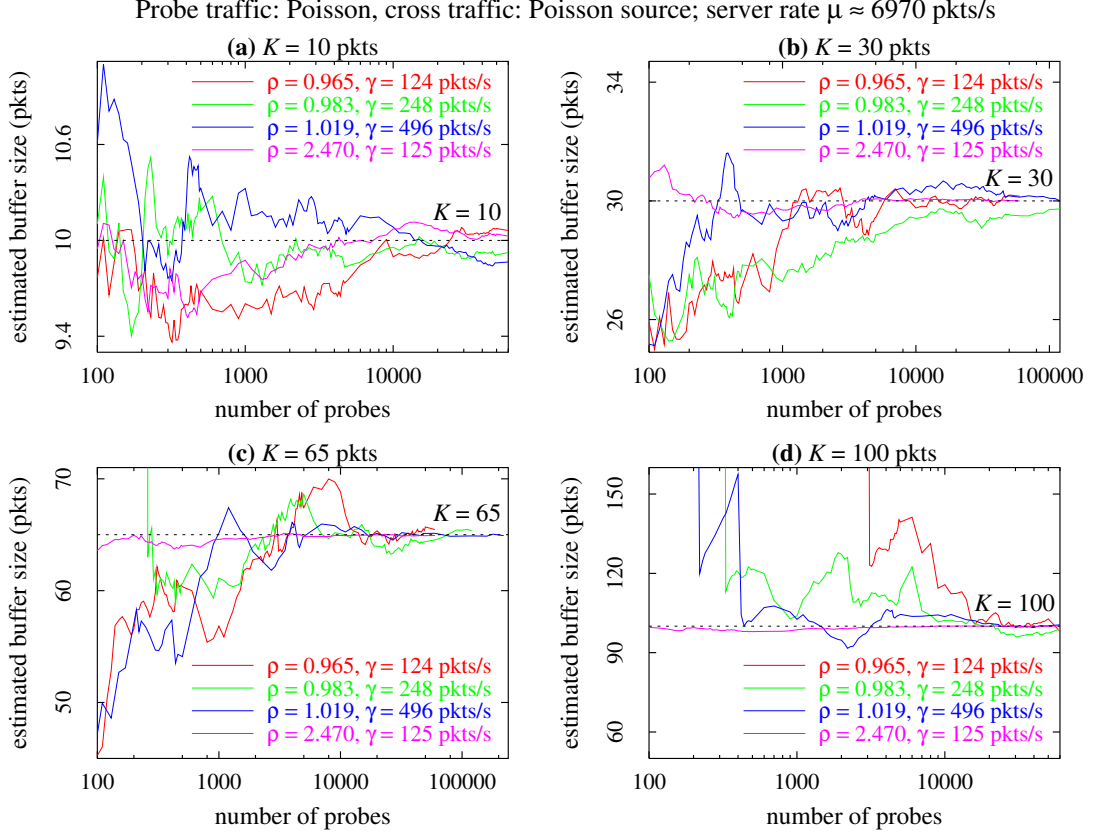 Probe traffic: Poisson, cross traffic: Poisson source; server rate μ ≈ 6970 pkts/s
(a) K = 10 pkts
estimated buffer size (pkts)
10.6
10
9.4
ρ = 0.965, γ = 124 pkts/s
ρ = 0.983, γ = 248 pkts/s
ρ = 1.019, γ = 496 pkts/s
ρ = 2.470, γ = 125 pkts/s
K = 10
100 1000 10000
number of probes
(b) K = 30 pkts
estimated buffer size (pkts)
34
30
26
ρ = 0.965, γ = 124 pkts/s
ρ = 0.983, γ = 248 pkts/s
ρ = 1.019, γ = 496 pkts/s
ρ = 2.470, γ = 125 pkts/s
K = 30
100 1000 10000 100000
number of probes
(c) K = 65 pkts
estimated buffer size (pkts)
70
60
50
K = 65
ρ = 0.965, γ = 124 pkts/s
ρ = 0.983, γ = 248 pkts/s
ρ = 1.019, γ = 496 pkts/s
ρ = 2.470, γ = 125 pkts/s
100 1000 10000 100000
number of probes
(d) K = 100 pkts
estimated buffer size (pkts)
150
120
90
60
K = 100
ρ = 0.965, γ = 124 pkts/s
ρ = 0.983, γ = 248 pkts/s
ρ = 1.019, γ = 496 pkts/s
ρ = 2.470, γ = 125 pkts/s
100 1000 10000
number of probes